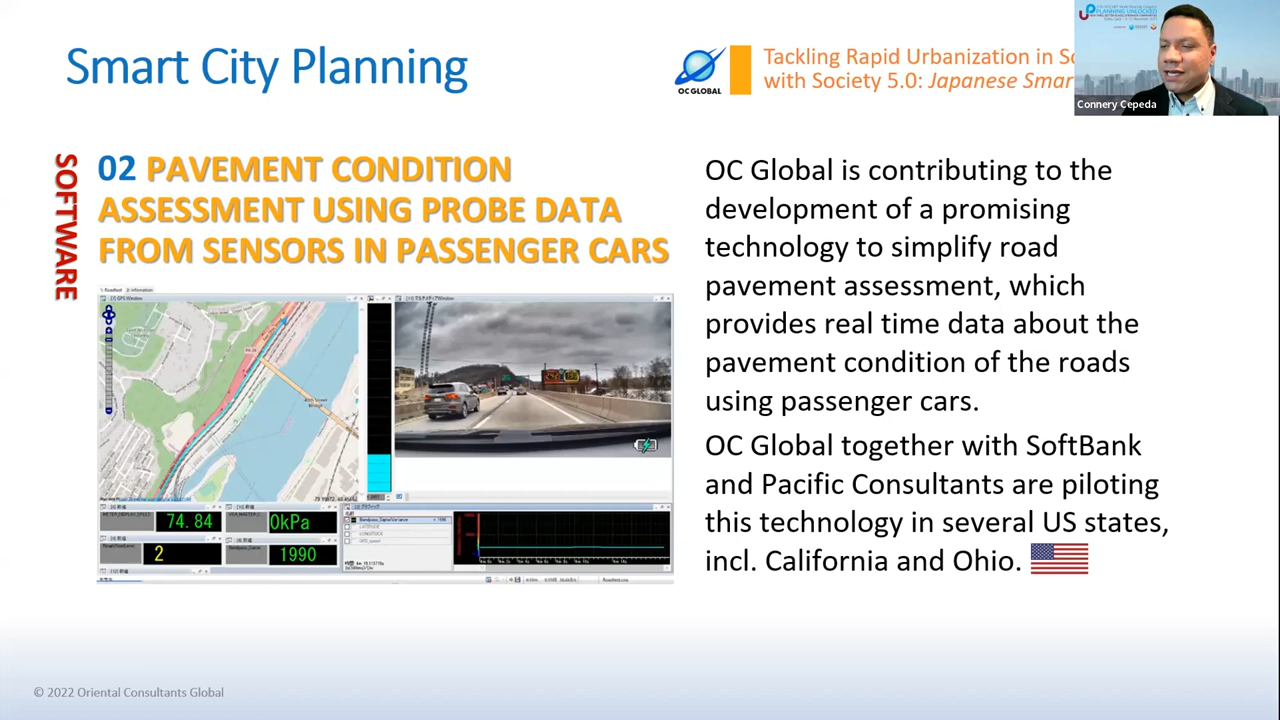 Smart City Planning
OC GLOBAL
Tackling Rapid Urbanization in So
with Society 5.0: Japanese Smar
PLANNING UNLOCKED
Connery Cepeda
SOFTWARE
02 PAVEMENT CONDITION
ASSESSMENT USING PROBE DATA
FROM SENSORS IN PASSENGER CARS
GPS Window
74.84
0kPa
2
1990
OC Global is contributing to the
development of a promising
technology to simplify road
pavement assessment, which
provides real time data about the
pavement condition of the roads
using passenger cars.
OC Global together with SoftBank
and Pacific Consultants are piloting
this technology in several US states,
incl. California and Ohio.
© 2022 Oriental Consultants Global